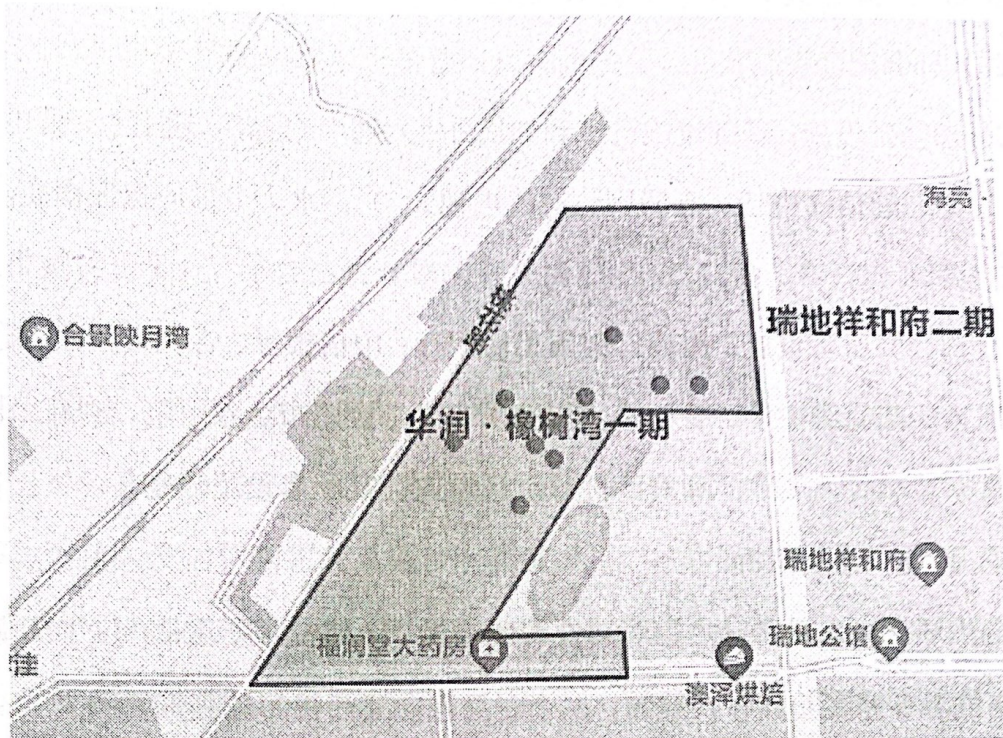 海亮
瑞地祥和府二期
合景映月湾
华润·橡树湾一期
瑞地祥和府
福润堂大药房
瑞地公馆
澳泽烘焙